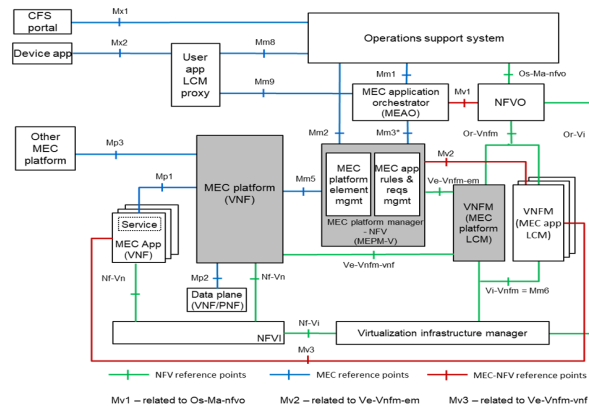 CFS
portal
Mx1
Operations support system
Device app
Mx2
User
app
LCM
proxy
Mm8
Mm9
Mm1
Os-Ma-nfvo
MEC application
orchestrator
(MEAO)
Mv1
NFVO
Other
MEC
platform
Mp3
Mm2
Mm3*
Or-Vnfm
Or-Vi
Mv2
MEC platform
(VNF)
Mp1
Mm5
MEC
platform
element
mgmt
MEC app
rules &
reqs
mgmt
MEC platform manager
- NFV
(MEPM-V)
Ve-Vnfm-em
VNFM
(MEC
platform
LCM)
VNFM
(MEC app
LCM)
Service
MEC App
(VNF)
Nf-Vn
Mp2
Nf-Vn
Ve-Vnfm-vnf
Data plane
(VNF/PNF)
Vi-Vnfm = Mm6
NFVI
Nf-Vi
Virtualization infrastructure manager
Mv3
NFV reference points
MEC reference points
MEC-NFV reference points
Mv1 – related to Os-Ma-nfvo
Mv2 – related to Ve-Vnfm-em
Mv3 – related to Ve-Vnfm-vnf